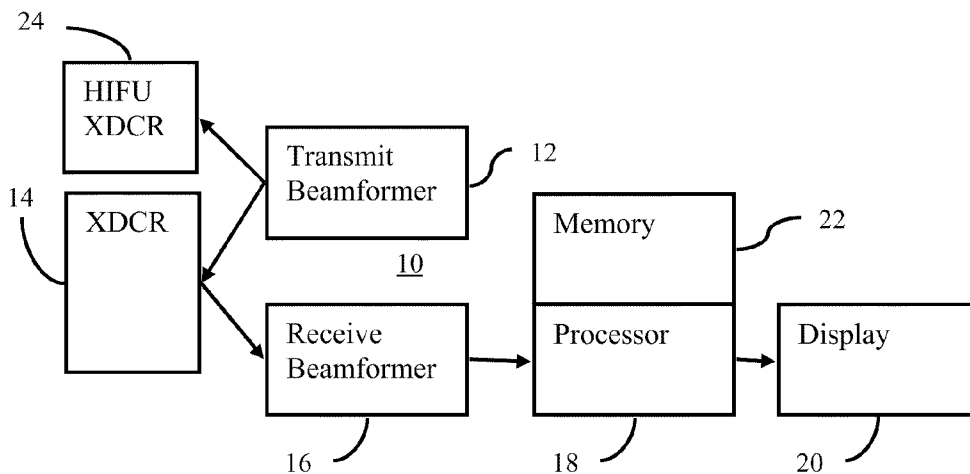 24
HIFU
XDCR
Transmit
Beamformer
12
14
XDCR
Memory
22
10
Receive
Beamformer
Processor
Display
16
18
20